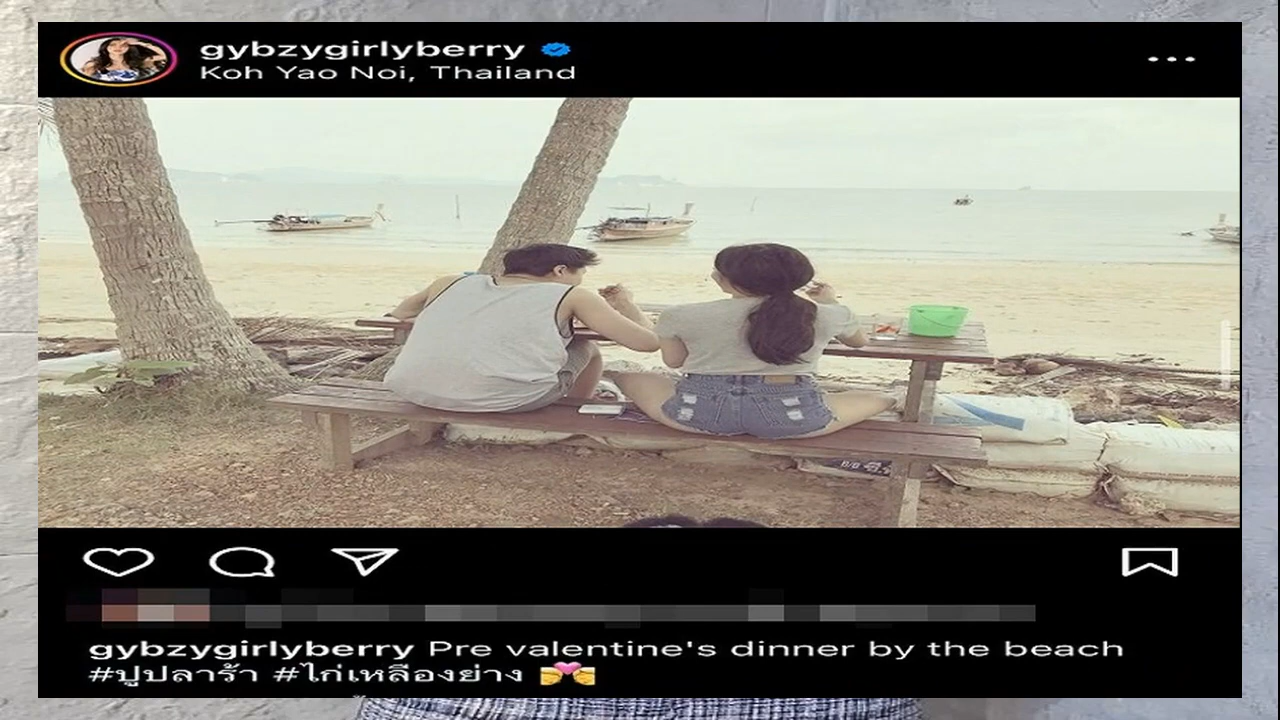 gybzygirlyberry
Koh Yao Noi, Thailand
gybzygirlyberry Pre valentine's dinner by the beach
#ปูปลาร้า #ไก่เหลืองย่าง 💏